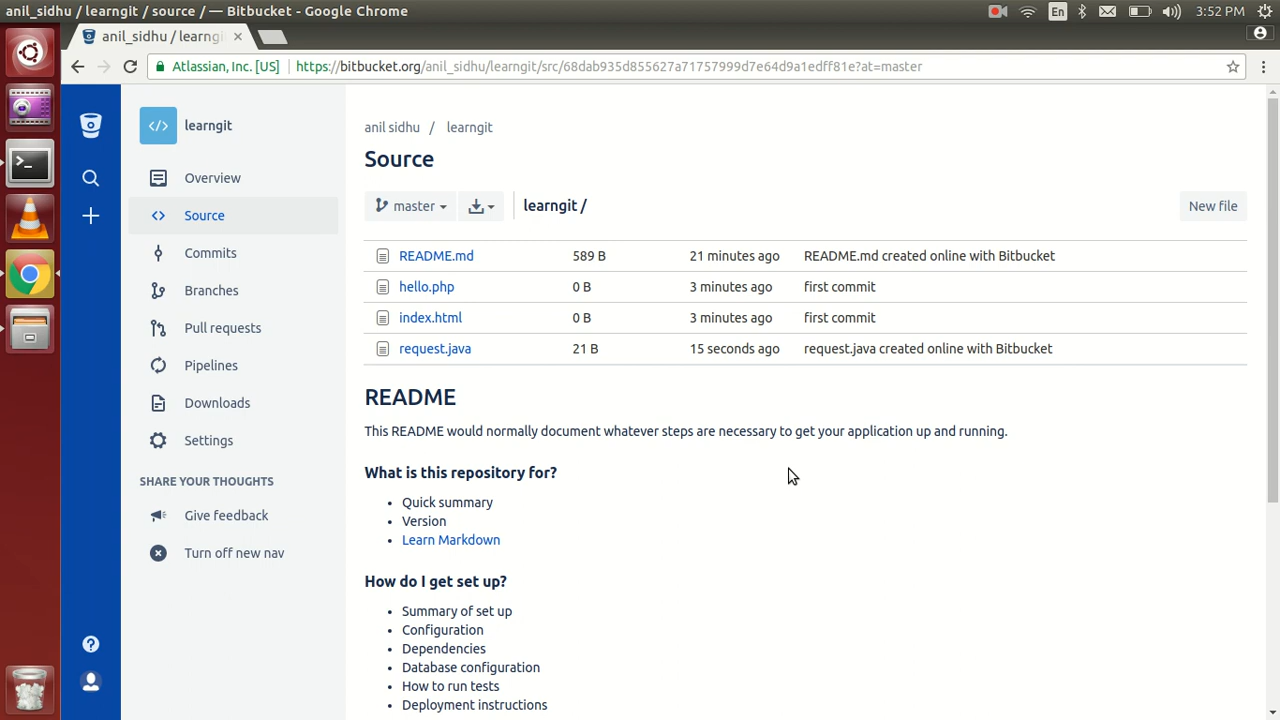 anil_sidhu / learngit / source / — Bitbucket - Google Chrome
En
3:52 PM
anil_sidhu / learngi
Atlassian, Inc. [US]
https://bitbucket.org/anil_sidhu/learngit/src/68dab935d855627a71757999d7e64d9a1edff81e?at=master
learngit
Overview
Source
Commits
Branches
Pull requests
Pipelines
Downloads
Settings
SHARE YOUR THOUGHTS
Give feedback
Turn off new nav
anil sidhu / learngit
Source
master
learngit /
New file
README.md 589 B 21 minutes ago README.md created online with Bitbucket
hello.php 0 B 3 minutes ago first commit
index.html 0 B 3 minutes ago first commit
request.java 21 B 15 seconds ago request.java created online with Bitbucket
README
This README would normally document whatever steps are necessary to get your application up and running.
What is this repository for?
• Quick summary
• Version
• Learn Markdown
How do I get set up?
• Summary of set up
• Configuration
• Dependencies
• Database configuration
• How to run tests
• Deployment instructions